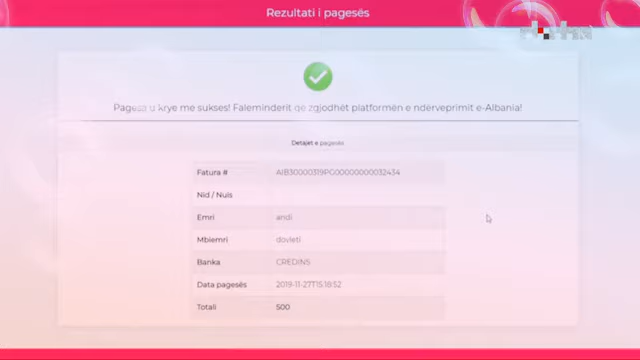 Rezultati i pagesës
Pagesa u krye me sukses! Faleminderit që zgjodhët platformën e ndërveprimit e-Albania!
Detajet e pagesës
Fatura #
Nid / Nuis
Emri andi
Mbiemri dovleti
Banka CREDINS
Data pagesës 2019-11-27T15:18:52
Totali 500